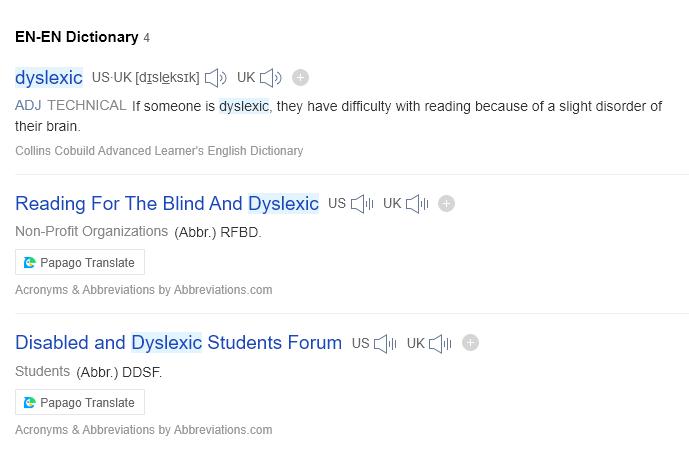 EN-EN Dictionary 4
dyslexic US·UK [dɪsleksɪk] UK
ADJ TECHNICAL If someone is dyslexic, they have difficulty with reading because of a slight disorder of
their brain.
Collins Cobuild Advanced Learner's English Dictionary
Reading For The Blind And Dyslexic US UK
Non-Profit Organizations (Abbr.) RFBD.
Papago Translate
Acronyms & Abbreviations by Abbreviations.com
Disabled and Dyslexic Students Forum US UK
Students (Abbr.) DDSF.
Papago Translate
Acronyms & Abbreviations by Abbreviations.com